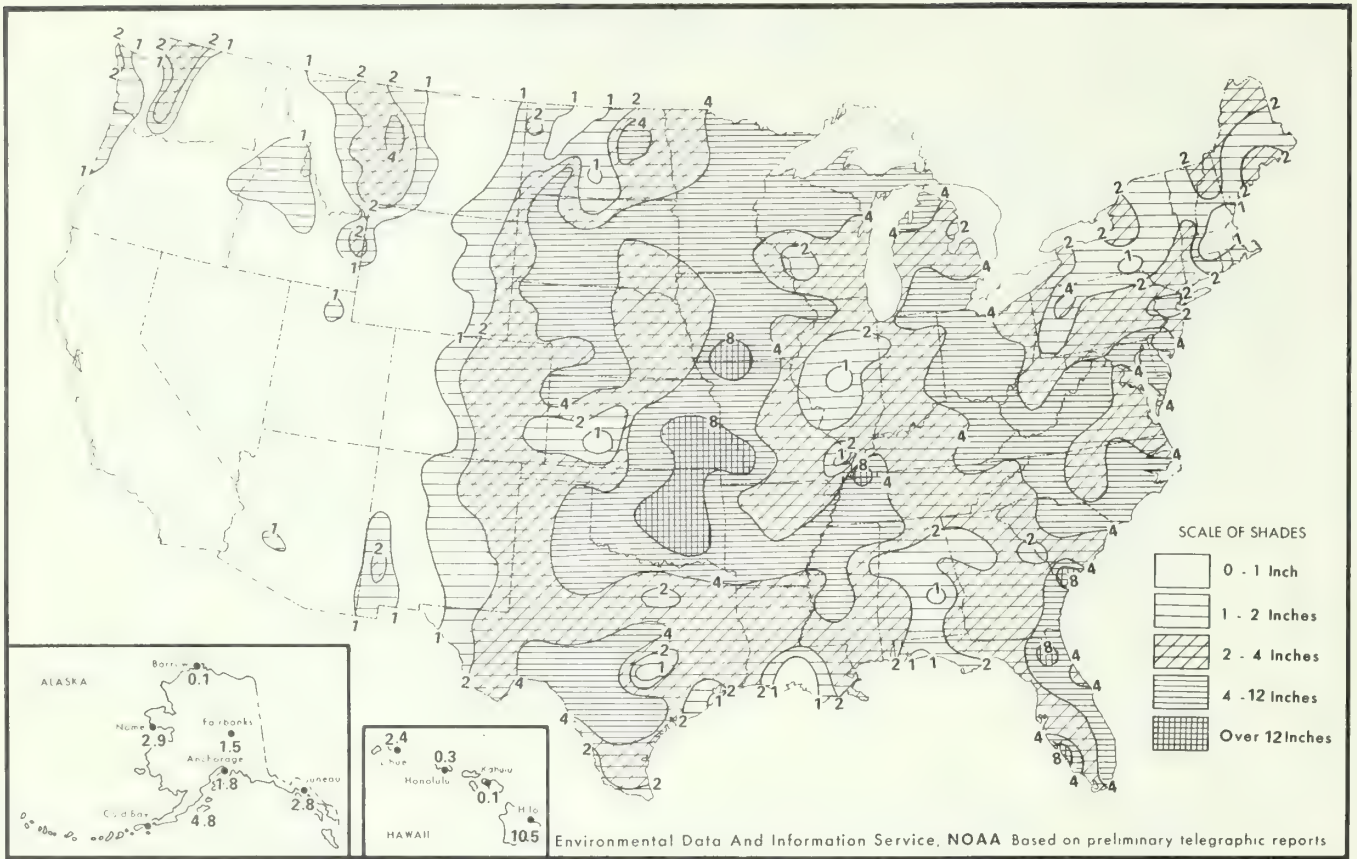 SCALE OF SHADES
0 - 1 Inch
1 - 2 Inches
2 - 4 Inches
4 -12 Inches
Over 12 Inches
ALASKA
Barrow
0.1
Nome
2.9
Fairbanks
1.5
Anchorage
1.8
Juneau
2.8
Cold Bay
4.8
HAWAII
2.4
Lihue
0.3
Honolulu
Kahului
0.1
Hilo
10.5
Environmental Data And Information Service, NOAA Based on preliminary telegraphic reports